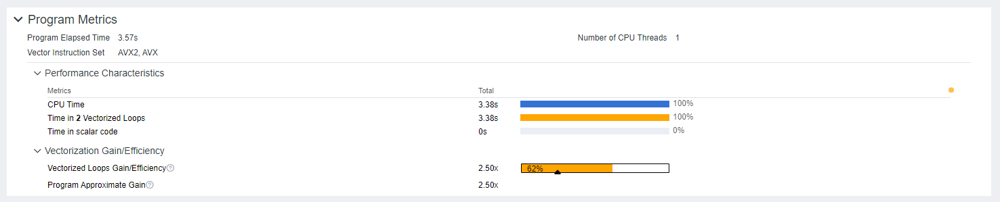 Program Metrics
Program Elapsed Time 3.57s Number of CPU Threads 1
Vector Instruction Set AVX2, AVX
Performance Characteristics
Metrics Total
CPU Time 3.38s 100%
Time in 2 Vectorized Loops 3.38s 100%
Time in scalar code 0s 0%
Vectorization Gain/Efficiency
Vectorized Loops Gain/Efficiency? 2.50x 62%
Program Approximate Gain? 2.50x